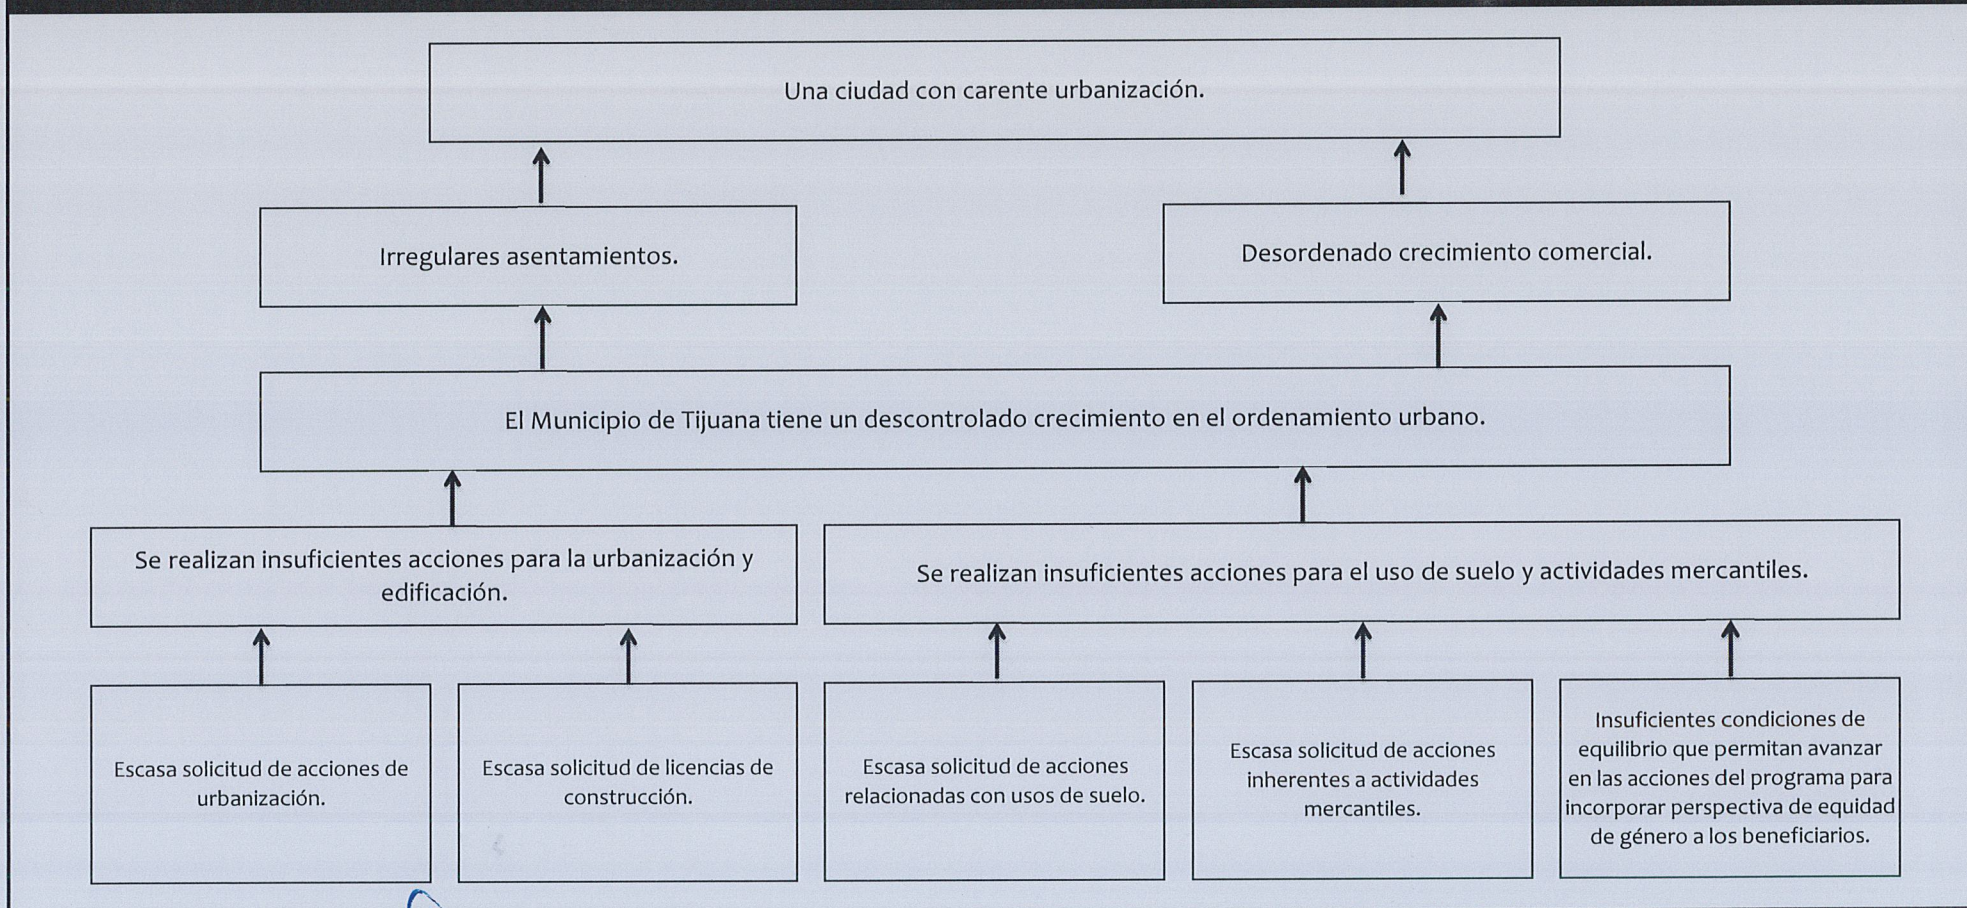 Una ciudad con carente urbanización.
Irregulares asentamientos.
Desordenado crecimiento comercial.
El Municipio de Tijuana tiene un descontrolado crecimiento en el ordenamiento urbano.
Se realizan insuficientes acciones para la urbanización y
edificación.
Se realizan insuficientes acciones para el uso de suelo y actividades mercantiles.
Escasa solicitud de acciones de
urbanización.
Escasa solicitud de licencias de
construcción.
Escasa solicitud de acciones
relacionadas con usos de suelo.
Escasa solicitud de acciones
inherentes a actividades
mercantiles.
Insuficientes condiciones de
equilibrio que permitan avanzar
en las acciones del programa para
incorporar perspectiva de equidad
de género a los beneficiarios.